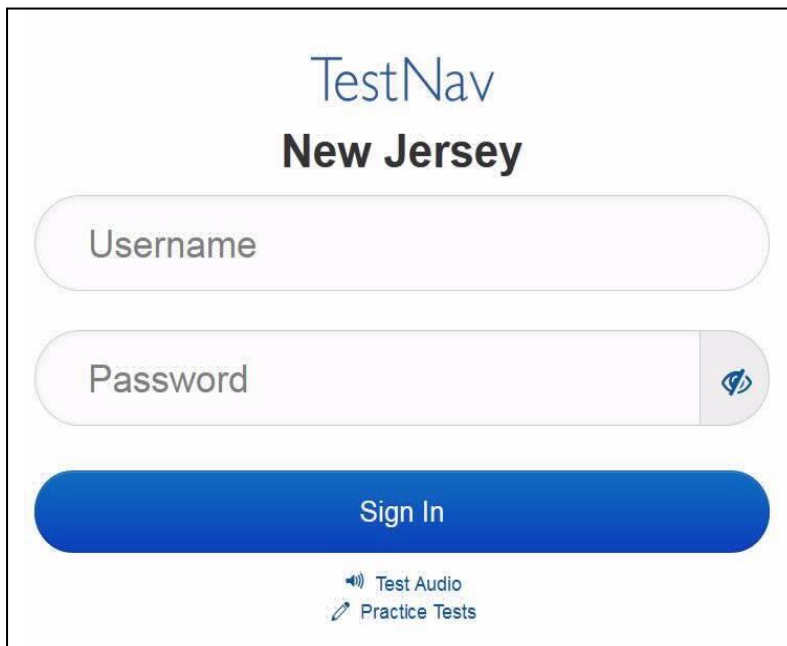 TestNav
New Jersey
Username
Password
Sign In
Test Audio
Practice Tests